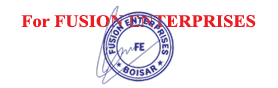 For FUSION ENTERPRISES
FUSION ENTERPRISES
FE
* BOISAR *